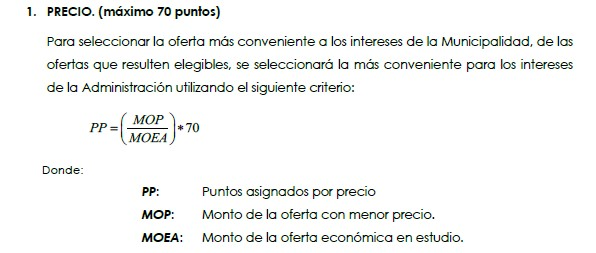 1. PRECIO. (máximo 70 puntos)
Para seleccionar la oferta más conveniente a los intereses de la Municipalidad, de las
ofertas que resulten elegibles, se seleccionará la más conveniente para los intereses
de la Administración utilizando el siguiente criterio:
PP = (MOP / MOEA) * 70
Donde:
PP: Puntos asignados por precio
MOP: Monto de la oferta con menor precio.
MOEA: Monto de la oferta económica en estudio.